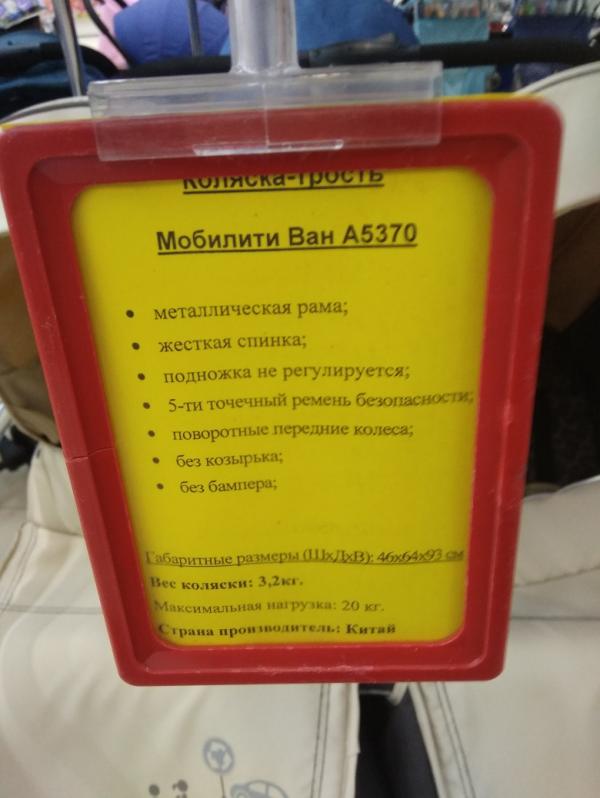 Коляска-трость
Мобилити Ван А5370
• металлическая рама;
• жесткая спинка;
• подножка не регулируется;
• 5-ти точечный ремень безопасности;
• поворотные передние колеса;
• без козырька;
• без бампера;
Габаритные размеры (ШхДхВ): 46х64х93 см
Вес коляски: 3,2кг.
Максимальная нагрузка: 20 кг.
Страна производитель: Китай